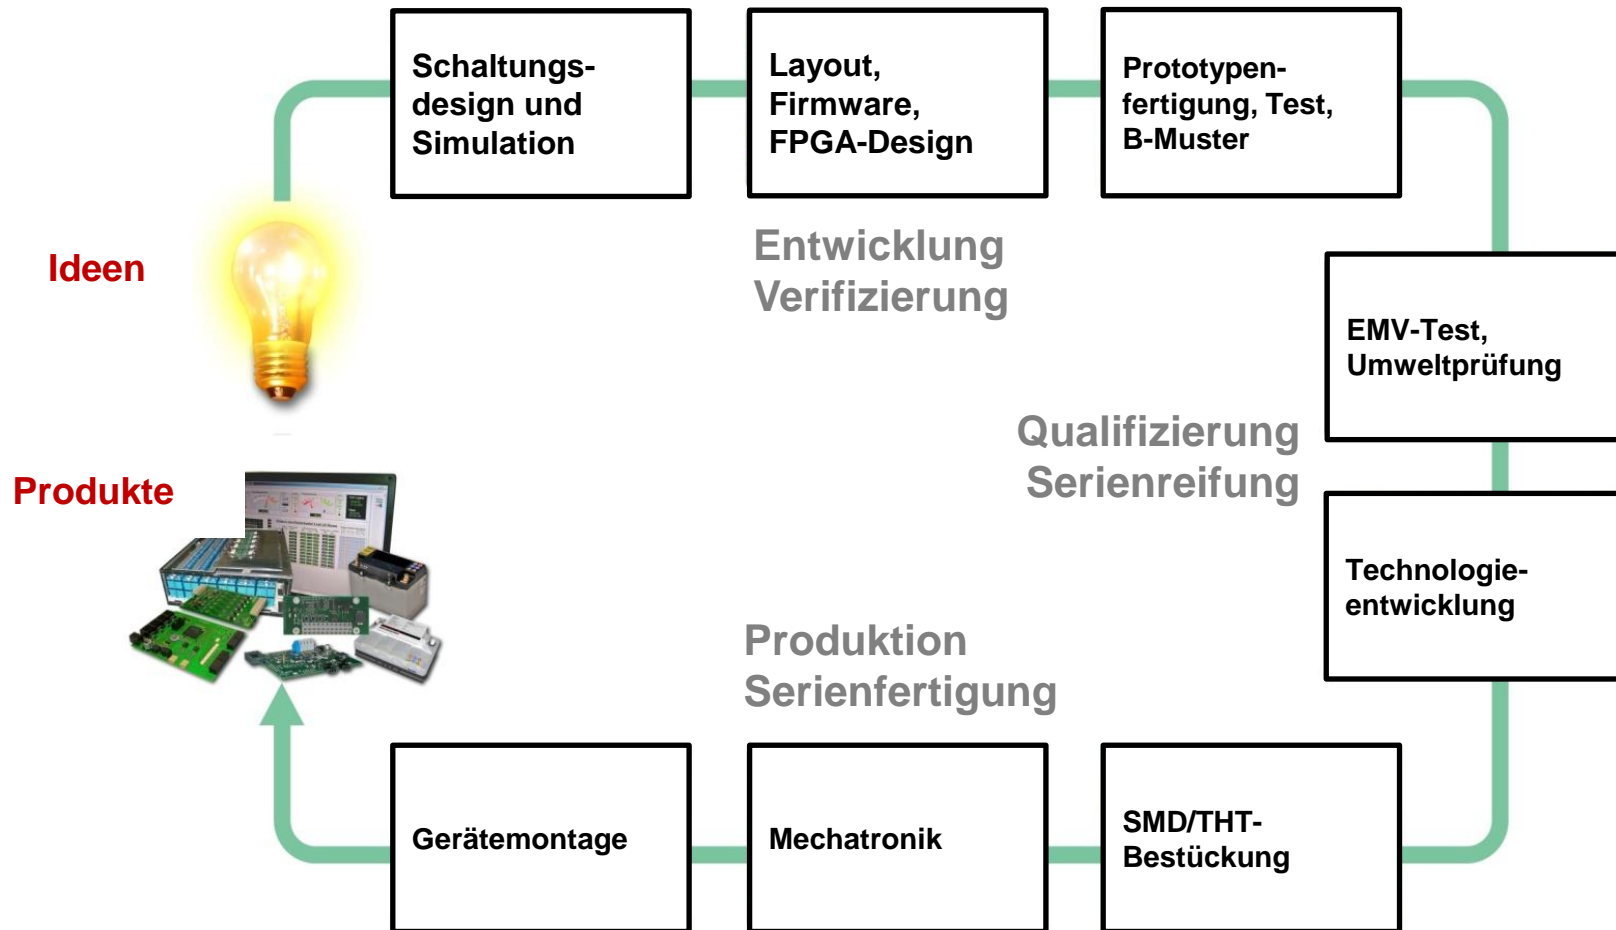 Schaltungs-
design und
Simulation
Layout,
Firmware,
FPGA-Design
Prototypen-
fertigung, Test,
B-Muster
Ideen
Entwicklung
Verifizierung
EMV-Test,
Umweltprüfung
Qualifizierung
Serienreifung
Produkte
Technologie-
entwicklung
Produktion
Serienfertigung
Gerätemontage
Mechatronik
SMD/THT-
Bestückung